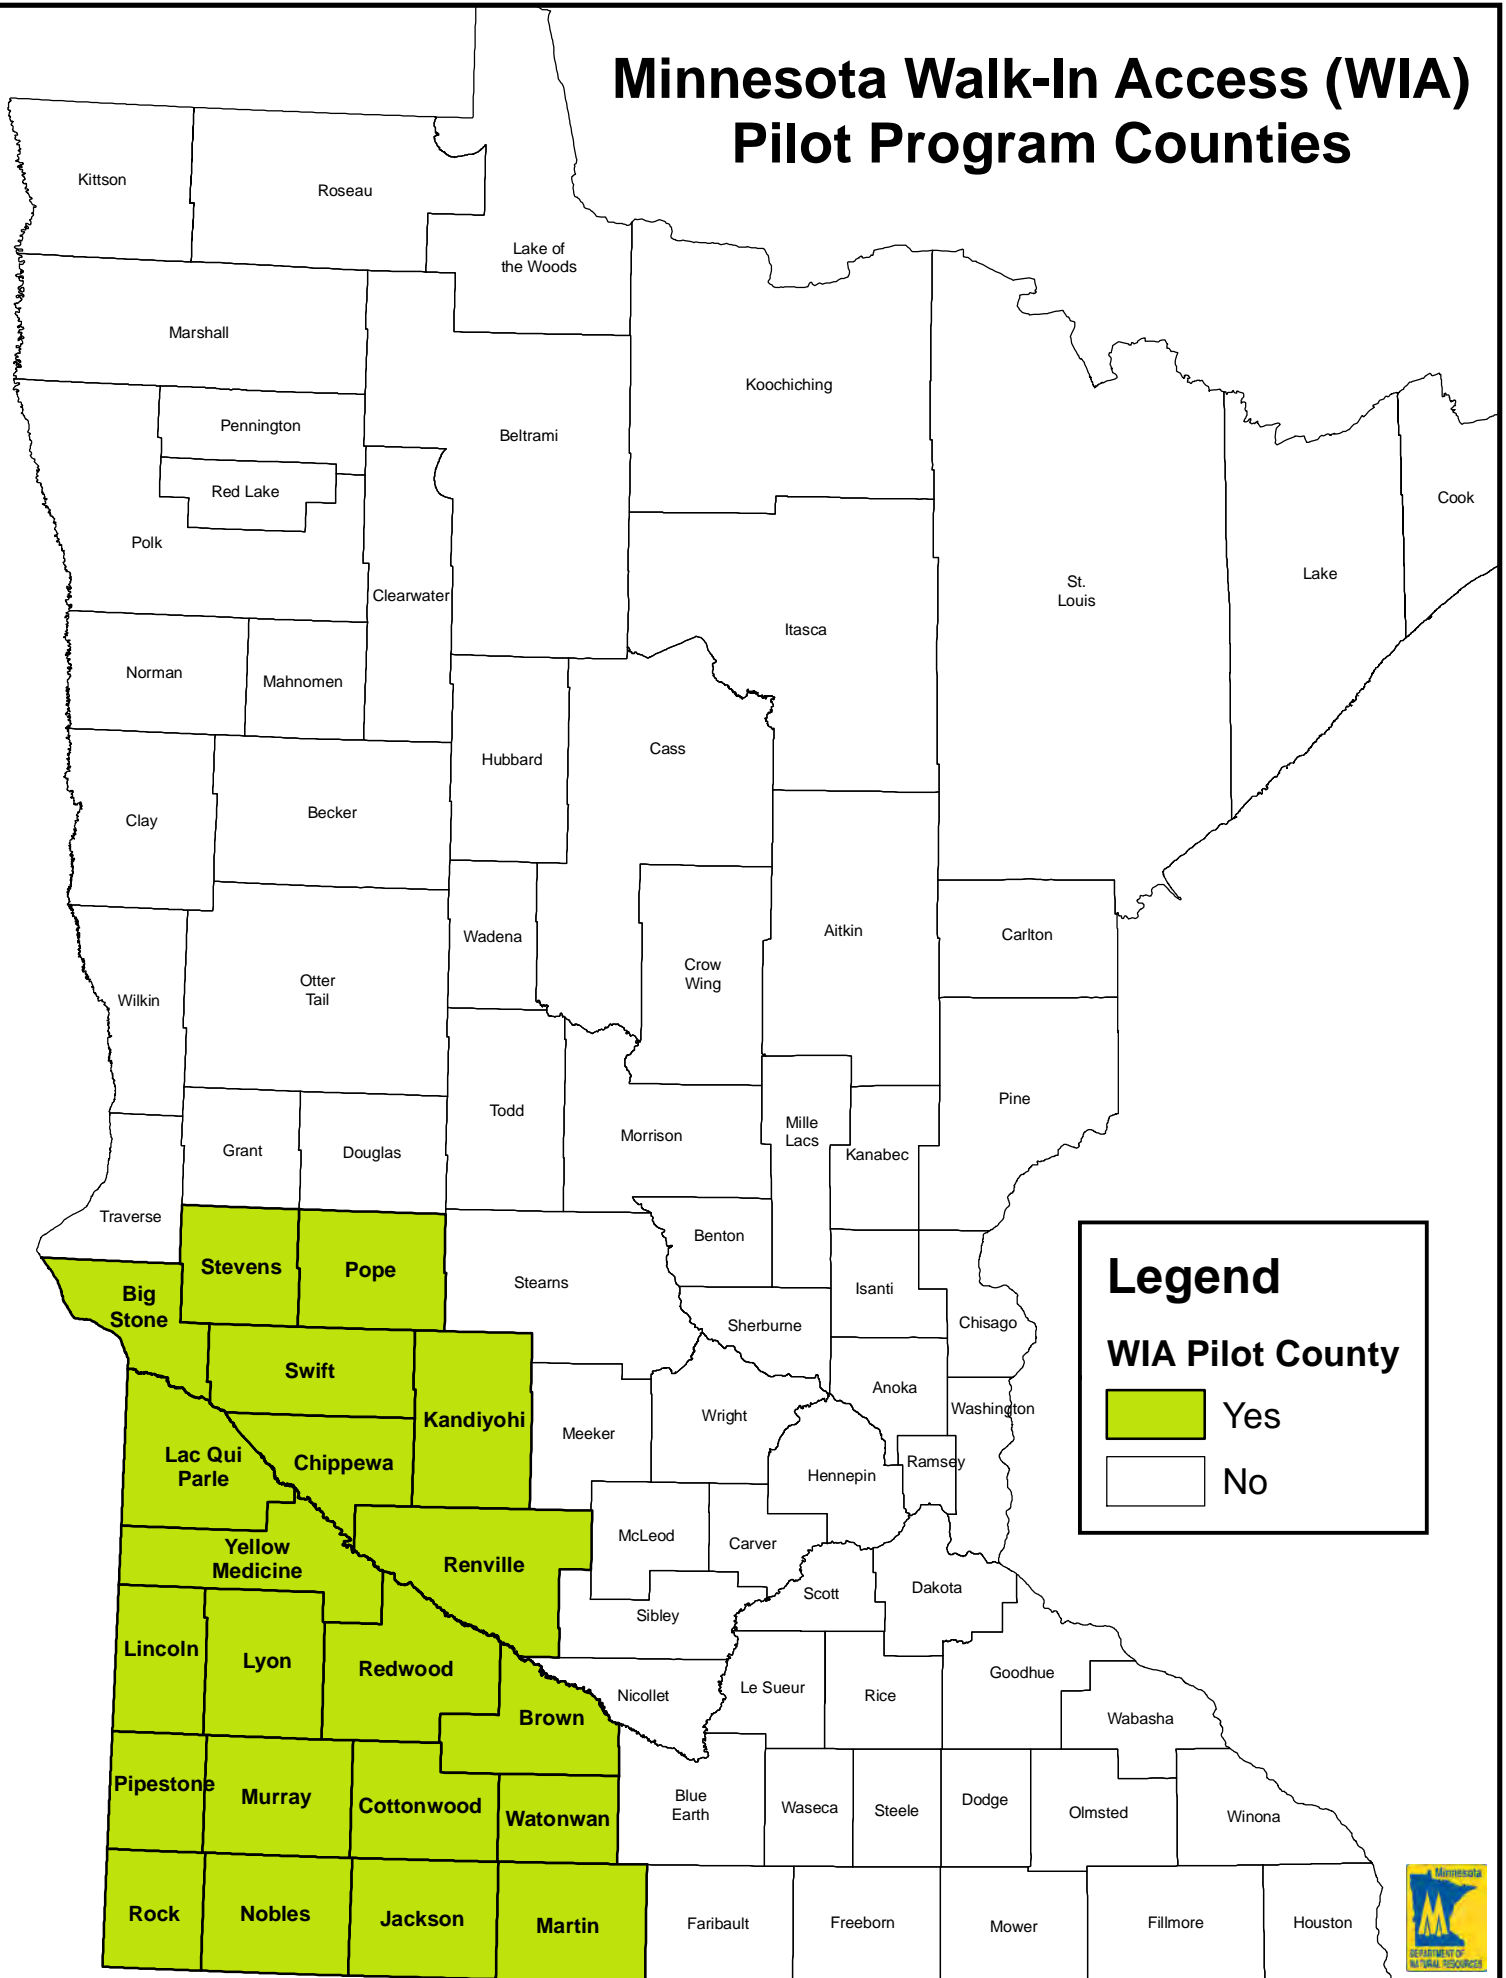 Minnesota Walk-In Access (WIA)
Pilot Program Counties
Kittson
Roseau
Lake of
the Woods
Marshall
Koochiching
Pennington
Beltrami
Red Lake
Cook
Polk
St.
Louis
Lake
Clearwater
Itasca
Norman
Mahnomen
Hubbard
Cass
Clay
Becker
Wadena
Aitkin
Carlton
Crow
Wing
Otter
Tail
Wilkin
Pine
Todd
Morrison
Mille
Lacs
Kanabec
Grant
Douglas
Traverse
Benton
Stevens
Pope
Stearns
Isanti
Big
Stone
Sherburne
Chisago
Swift
Anoka
Washington
Kandiyohi
Wright
Meeker
Lac Qui
Parle
Chippewa
Hennepin
Ramsey
McLeod
Carver
Yellow
Medicine
Renville
Scott
Dakota
Sibley
Lincoln
Lyon
Redwood
Goodhue
Nicollet
Le Sueur
Rice
Brown
Wabasha
Pipestone
Murray
Cottonwood
Watonwan
Blue
Earth
Waseca
Steele
Dodge
Olmsted
Winona
Rock
Nobles
Jackson
Martin
Faribault
Freeborn
Mower
Fillmore
Houston
Legend
WIA Pilot County
Yes
No
Minnesota
DEPARTMENT OF
NATURAL RESOURCES